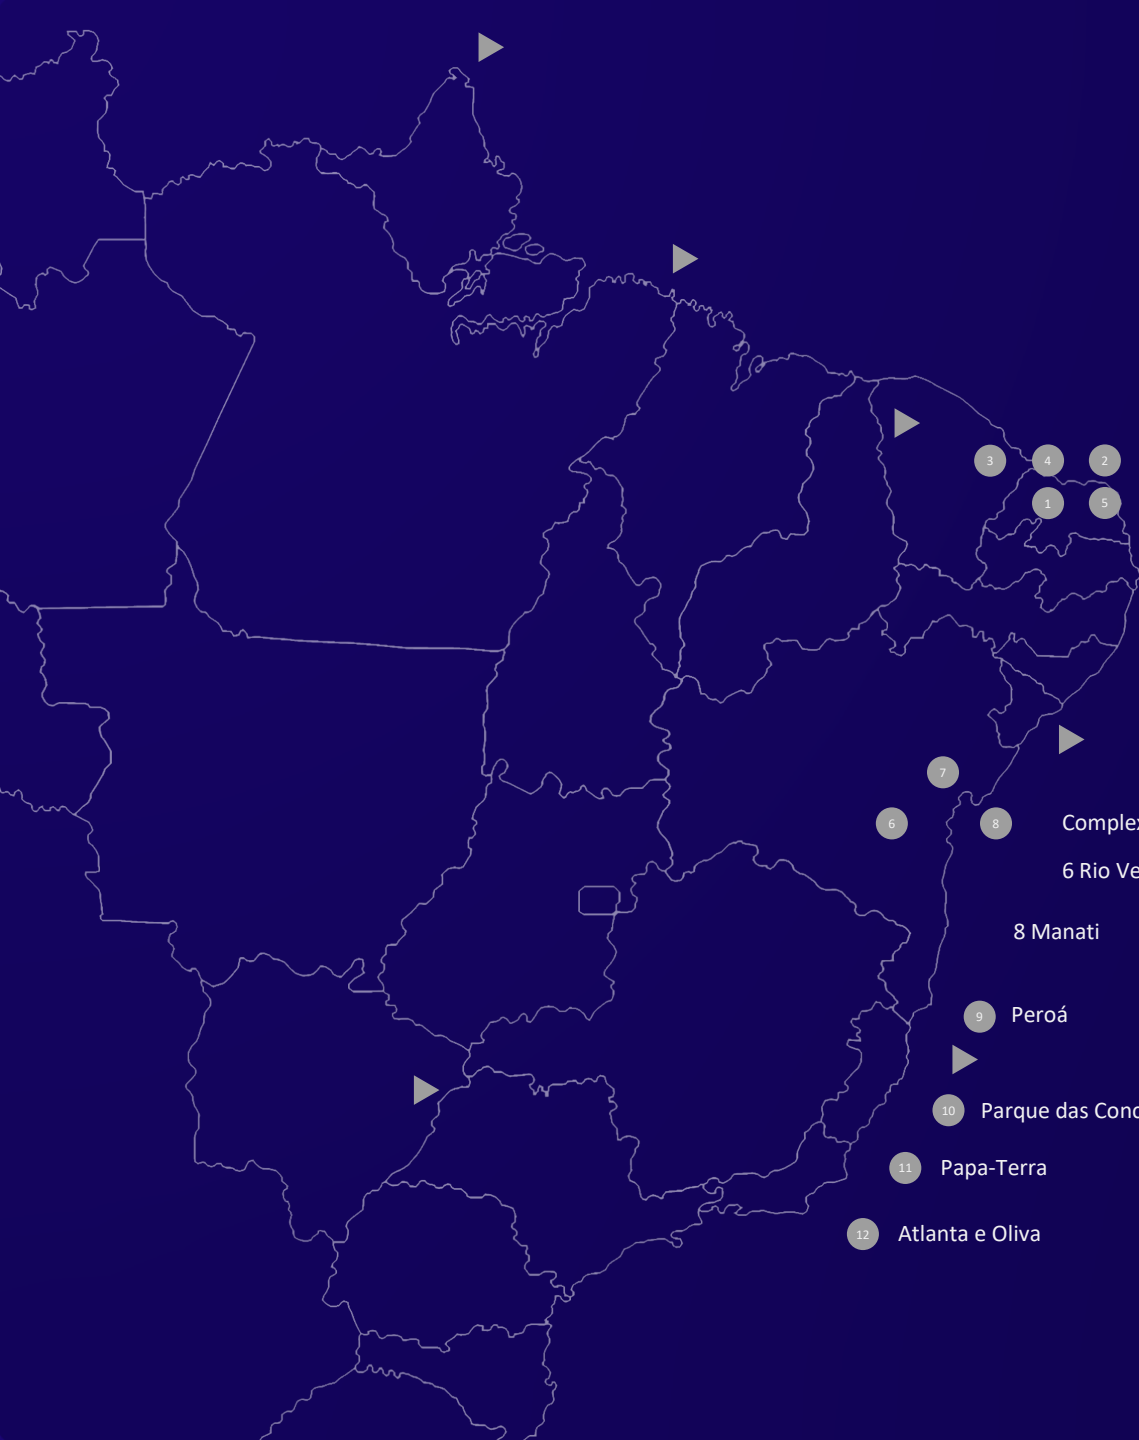 3 4 2
1 5
7
6 8 Complex
6 Rio Ve
8 Manati
9 Peroá
10 Parque das Conc
11 Papa-Terra
12 Atlanta e Oliva